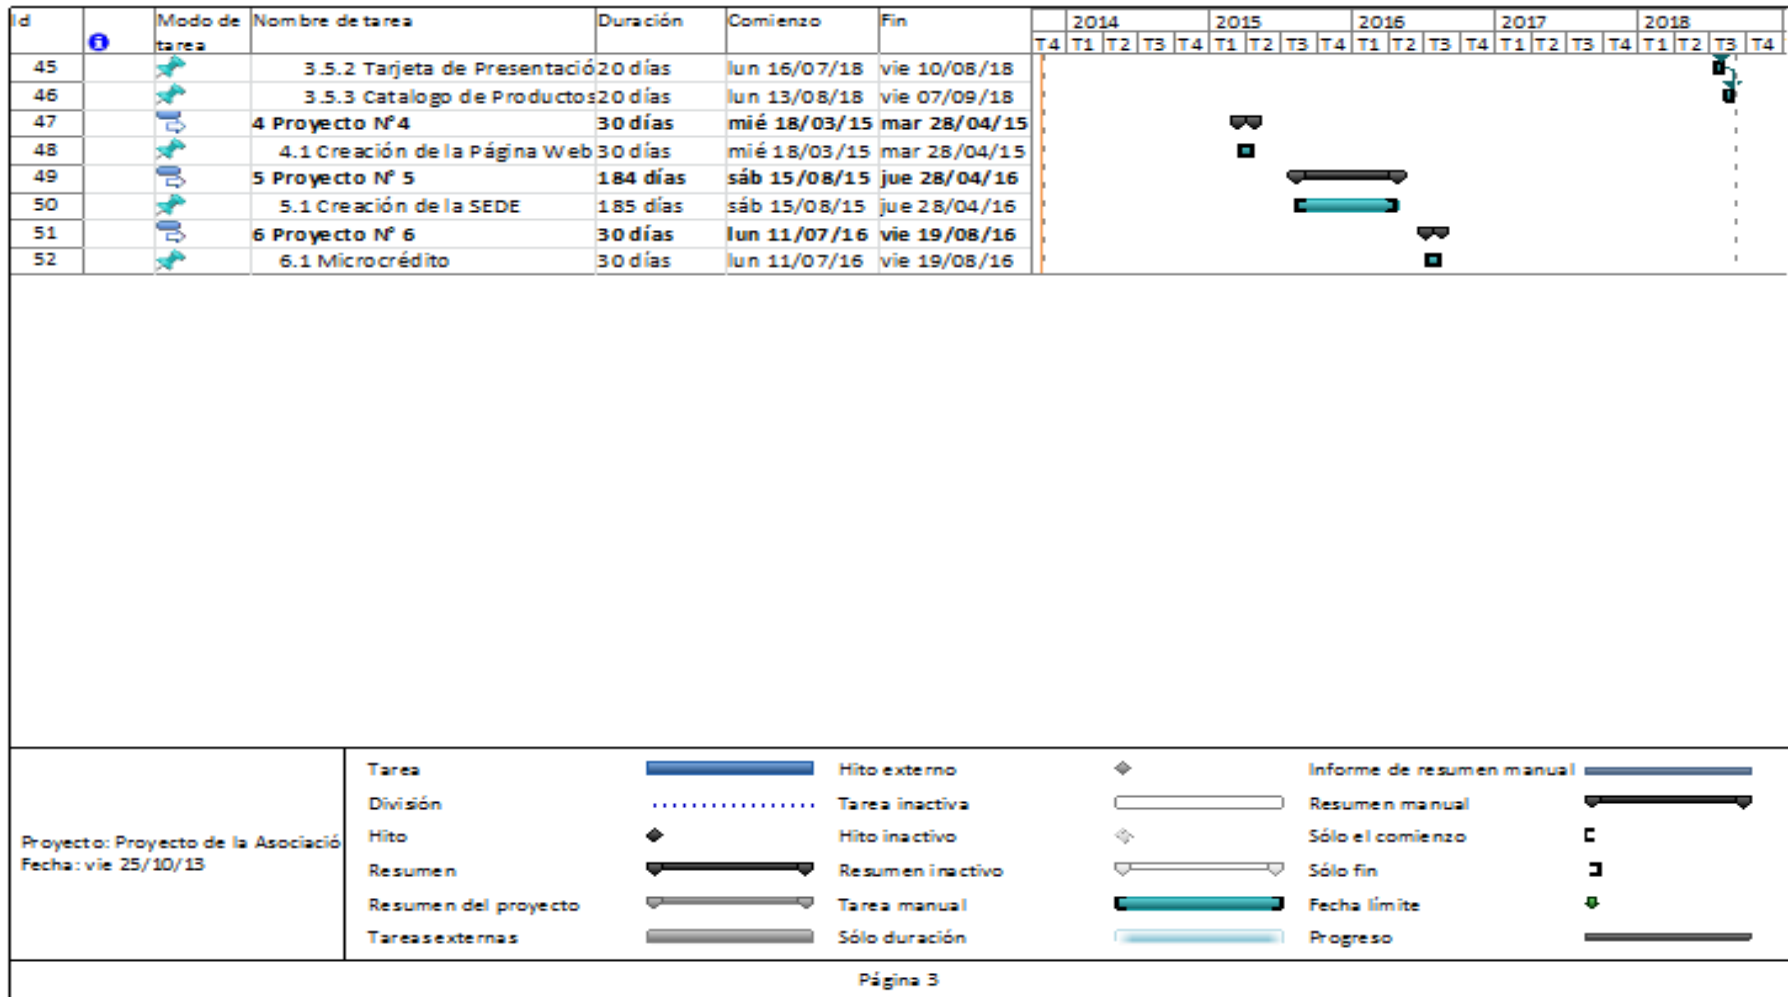 Id Modo de tarea Nombre de tarea Duración Comienzo Fin 2014 2015 2016 2017 2018
T4 T1 T2 T3 T4 T1 T2 T3 T4 T1 T2 T3 T4 T1 T2 T3 T4 T1 T2 T3 T4
45 3.5.2 Tarjeta de Presentació 20 días lun 16/07/18 vie 10/08/18
46 3.5.3 Catalogo de Productos 20 días lun 13/08/18 vie 07/09/18
47 4 Proyecto N°4 30 días mié 18/03/15 mar 28/04/15
48 4.1 Creación de la Página Web 30 días mié 18/03/15 mar 28/04/15
49 5 Proyecto N° 5 184 días sáb 15/08/15 jue 28/04/16
50 5.1 Creación de la SEDE 185 días sáb 15/08/15 jue 28/04/16
51 6 Proyecto N° 6 30 días lun 11/07/16 vie 19/08/16
52 6.1 Microcrédito 30 días lun 11/07/16 vie 19/08/16
Proyecto: Proyecto de la Asociació
Fecha: vie 25/10/13
Tarea Hito externo Informe de resumen manual
División Tarea inactiva Resumen manual
Hito Hito inactivo Sólo el comienzo
Resumen Resumen inactivo Sólo fin
Resumen del proyecto Tarea manual Fecha límite
Tareas externas Sólo duración Progreso
Página 3